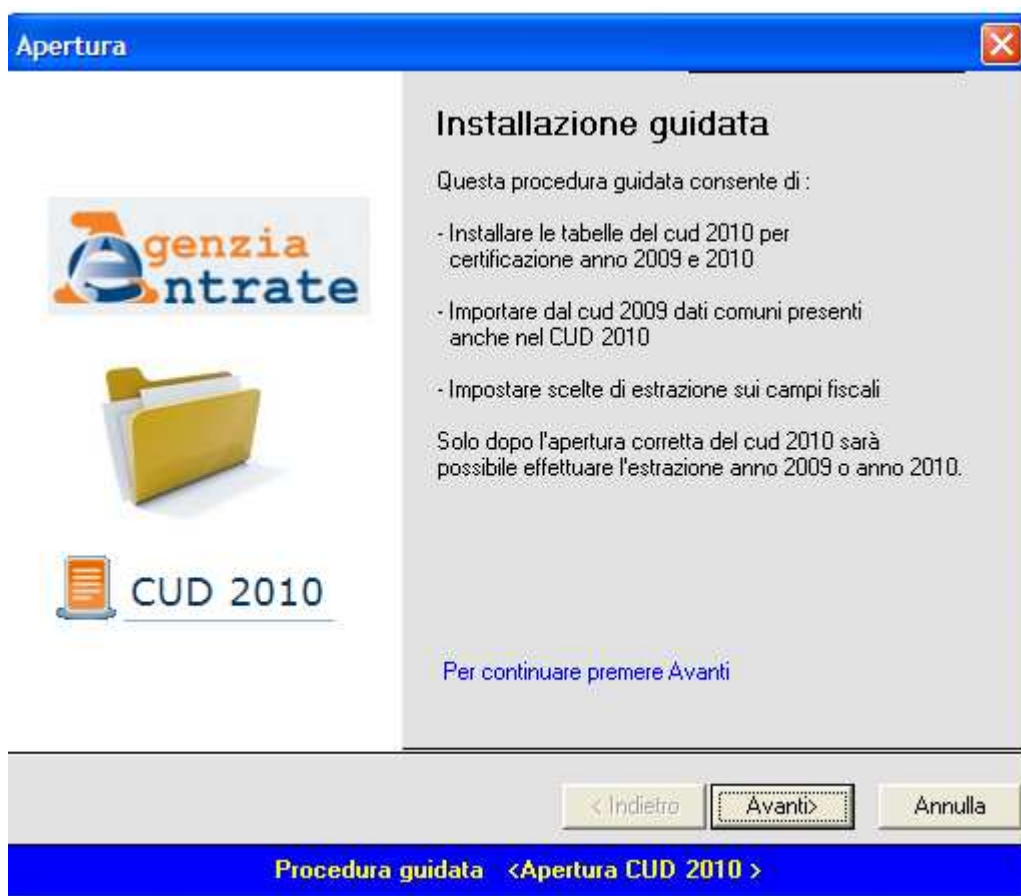 Apertura
Installazione guidata
Questa procedura guidata consente di :
- Installare le tabelle del cud 2010 per
certificazione anno 2009 e 2010
- Importare dal cud 2009 dati comuni presenti
anche nel CUD 2010
- Impostare scelte di estrazione sui campi fiscali
Solo dopo l'apertura corretta del cud 2010 sarà
possibile effettuare l'estrazione anno 2009 o anno 2010.
Per continuare premere Avanti
Agenzia
Entrate
CUD 2010
< Indietro
Avanti>
Annulla
Procedura guidata <Apertura CUD 2010 >